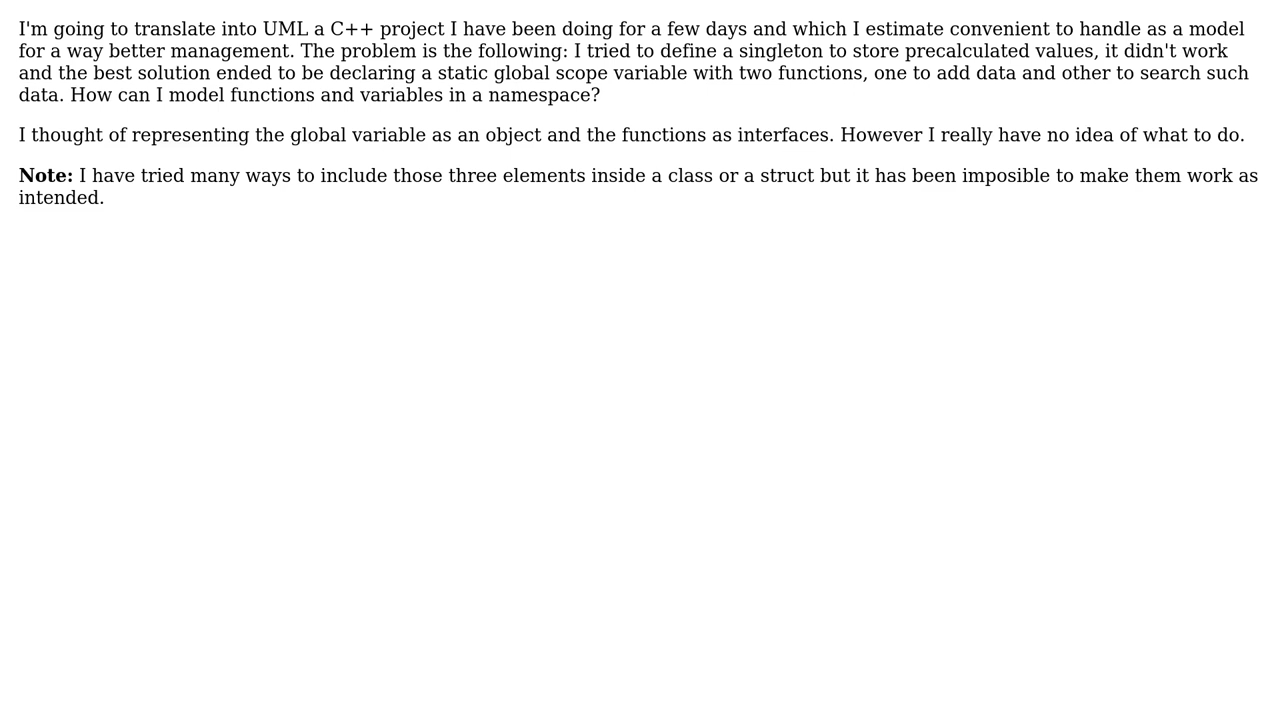 I'm going to translate into UML a C++ project I have been doing for a few days and which I estimate convenient to handle as a model
for a way better management. The problem is the following: I tried to define a singleton to store precalculated values, it didn't work
and the best solution ended to be declaring a static global scope variable with two functions, one to add data and other to search such
data. How can I model functions and variables in a namespace?
I thought of representing the global variable as an object and the functions as interfaces. However I really have no idea of what to do.
Note: I have tried many ways to include those three elements inside a class or a struct but it has been imposible to make them work as
intended.